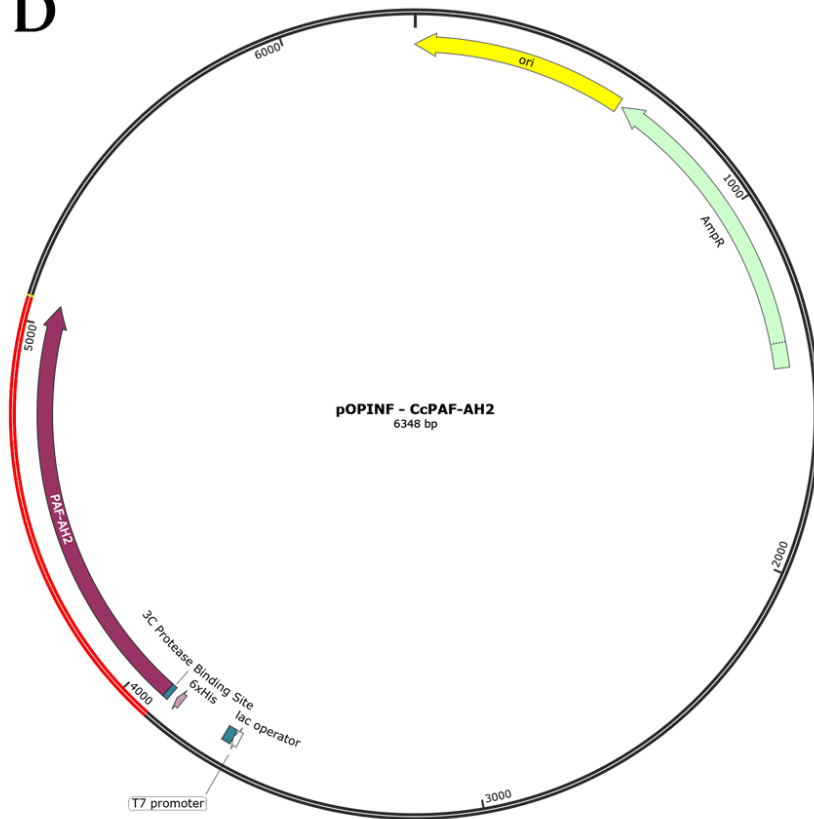 D
6000
ori
1000
AmpR
5000
pOPINF - CcPAF-AH2
6348 bp
PAF-AH2
2000
3C Protease Binding Site
4000
6xHis
lac operator
T7 promoter
3000